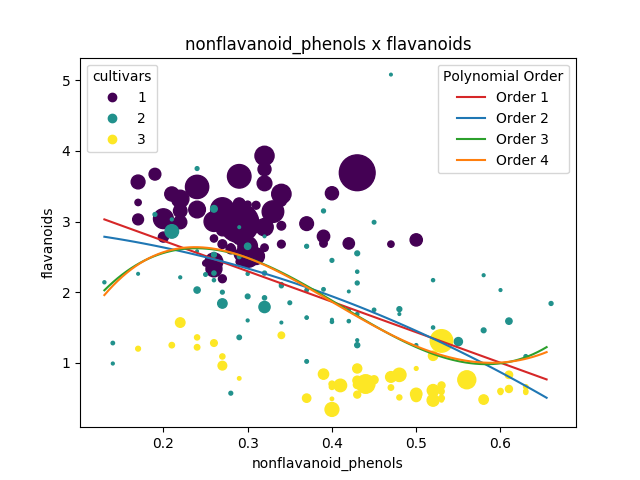 nonflavanoid_phenols x flavanoids
cultivars
1
2
3
Polynomial Order
Order 1
Order 2
Order 3
Order 4
flavanoids
5
4
3
2
1
0.2 0.3 0.4 0.5 0.6
nonflavanoid_phenols